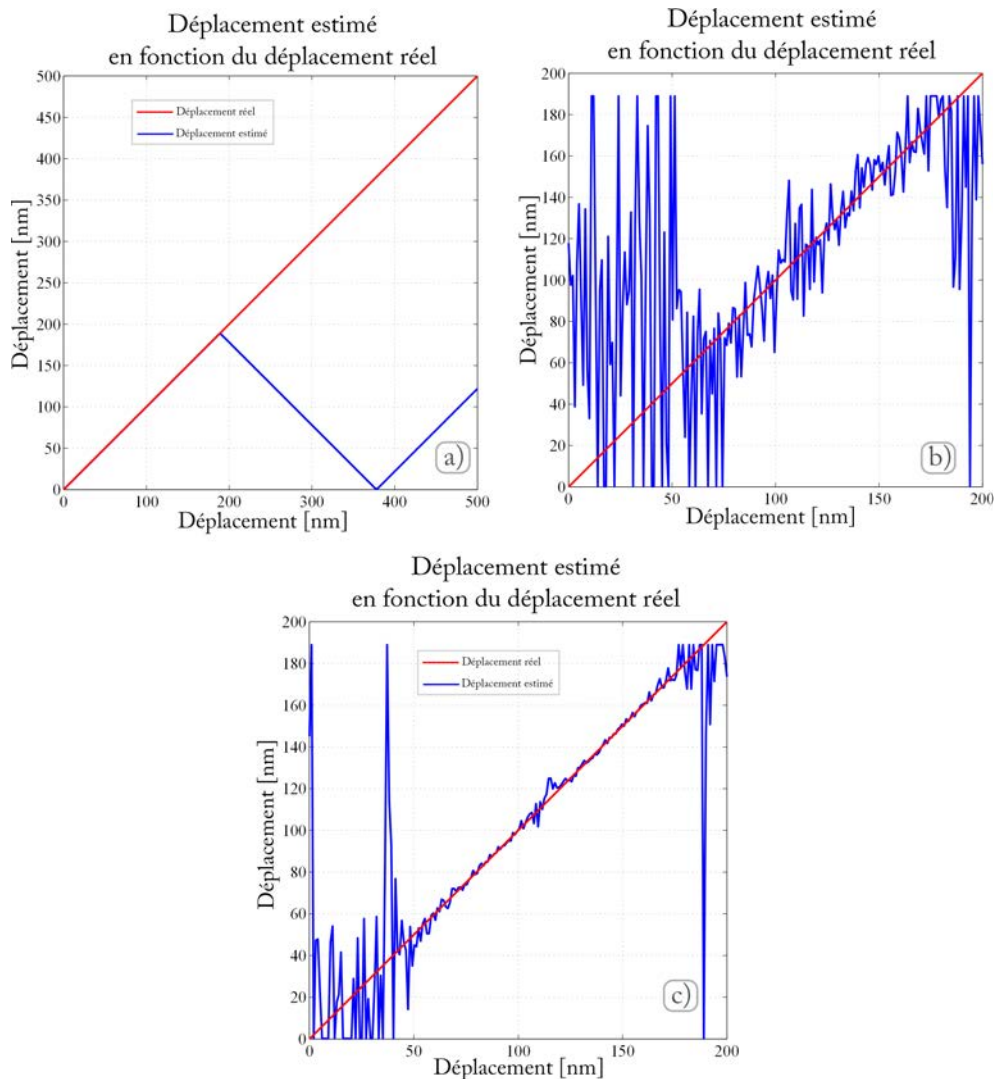 Déplacement estimé
en fonction du déplacement réel
500
450
400
350
300
250
200
150
100
50
0
Déplacement [nm]
Déplacement réel
Déplacement estimé
a)
0 100 200 300 400 500
Déplacement [nm]
Déplacement estimé
en fonction du déplacement réel
200
180
160
140
120
100
80
60
40
20
0
Déplacement [nm]
b)
0 50 100 150 200
Déplacement [nm]
Déplacement estimé
en fonction du déplacement réel
200
180
160
140
120
100
80
60
40
20
0
Déplacement [nm]
Déplacement réel
Déplacement estimé
c)
0 50 100 150 200
Déplacement [nm]